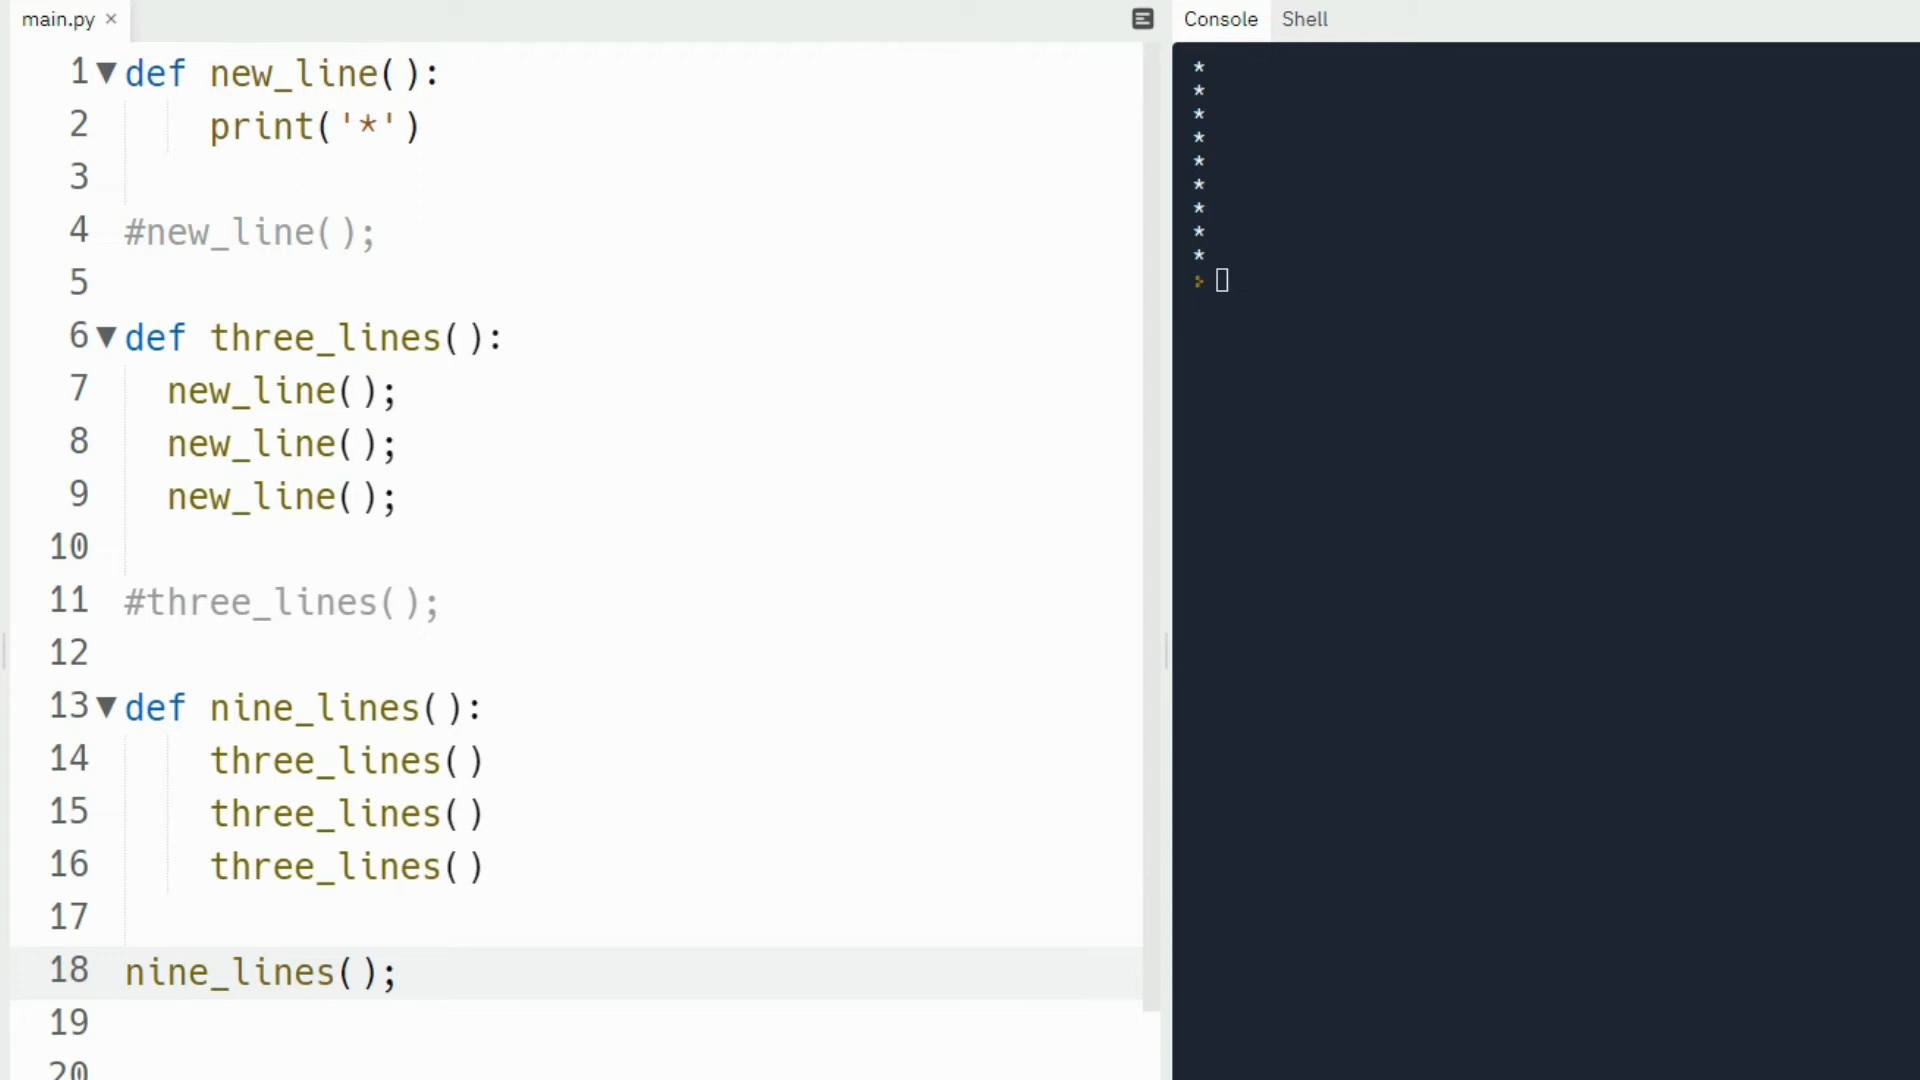 main.py ×
1 def new_line():
2     print('*')
3
4 #new_line();
5
6 def three_lines():
7   new_line();
8   new_line();
9   new_line();
10
11 #three_lines();
12
13 def nine_lines():
14     three_lines()
15     three_lines()
16     three_lines()
17
18 nine_lines();
19
20
Console Shell
*
*
*
*
*
*
*
*
*
>